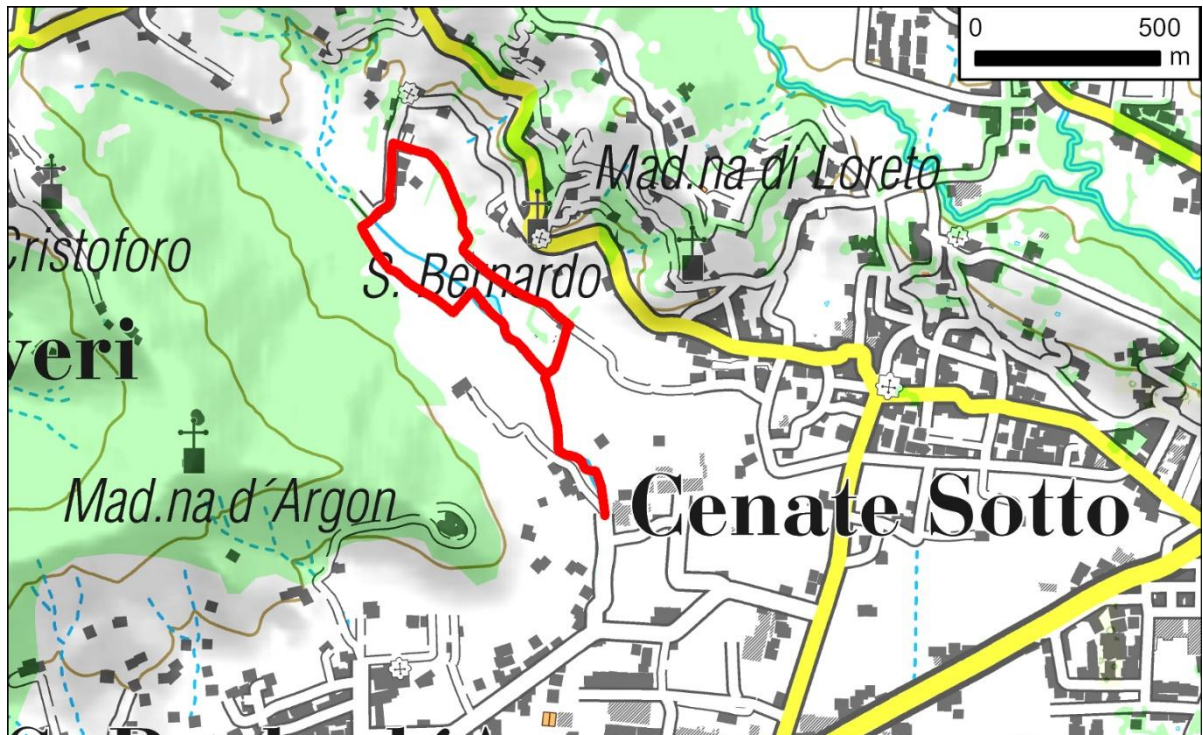 0 500
m
Mad.na di Loreto
Cristoforo
S. Bernardo
veri
Mad.na d´Argon
Cenate Sotto